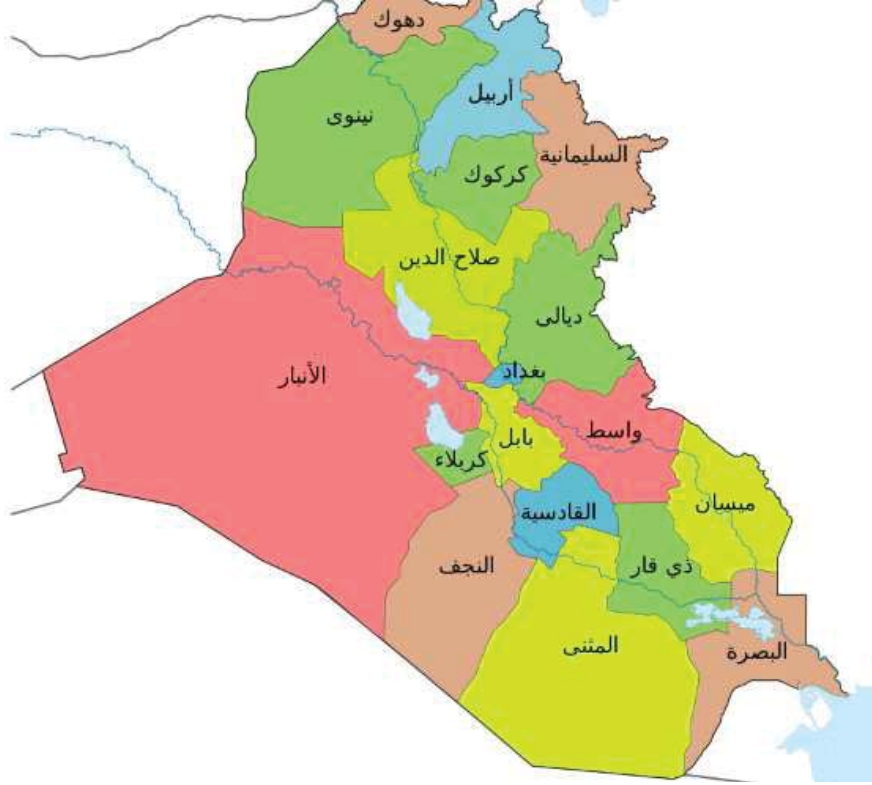 دهوك
أربيل
نينوى
السليمانية
كركوك
صلاح الدين
ديالى
بغداد
الأنبار
واسط
بابل
كربلاء
ميسان
القادسية
النجف
ذي قار
المثنى
البصرة